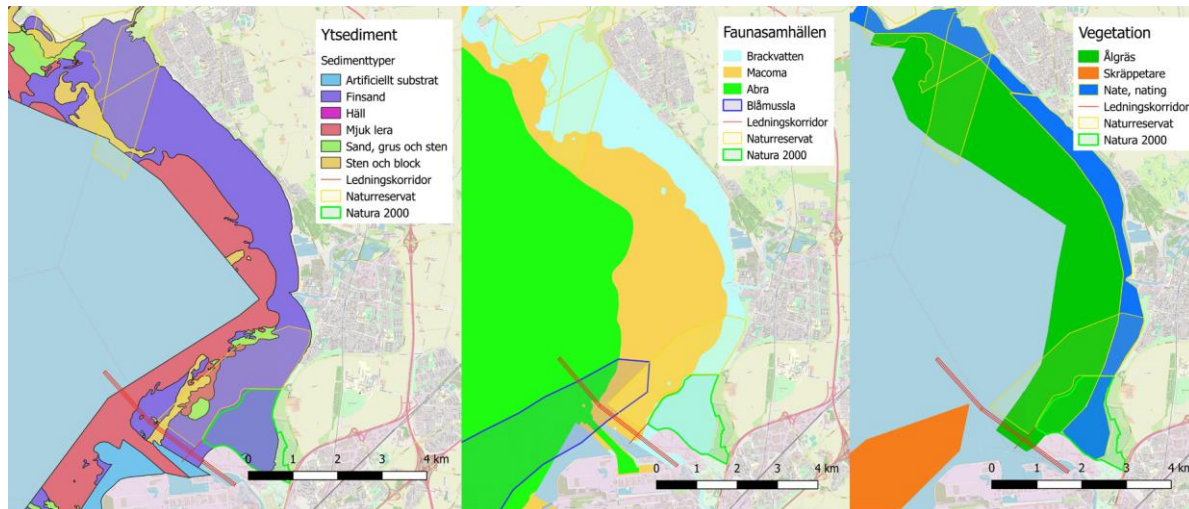 Ytsediment
Sedimenttyper
Artificiellt substrat
Finsand
Häll
Mjuk lera
Sand, grus och sten
Sten och block
Ledningskorridor
Naturreservat
Natura 2000
0 1 2 3 4 km
Faunasamhällen
Brackvatten
Macoma
Abra
Blåmussla
Ledningskorridor
Naturreservat
Natura 2000
0 1 2 3 4 km
Vegetation
Ålgräs
Skräppetare
Nate, nating
Ledningskorridor
Naturreservat
Natura 2000
0 1 2 3 4 km